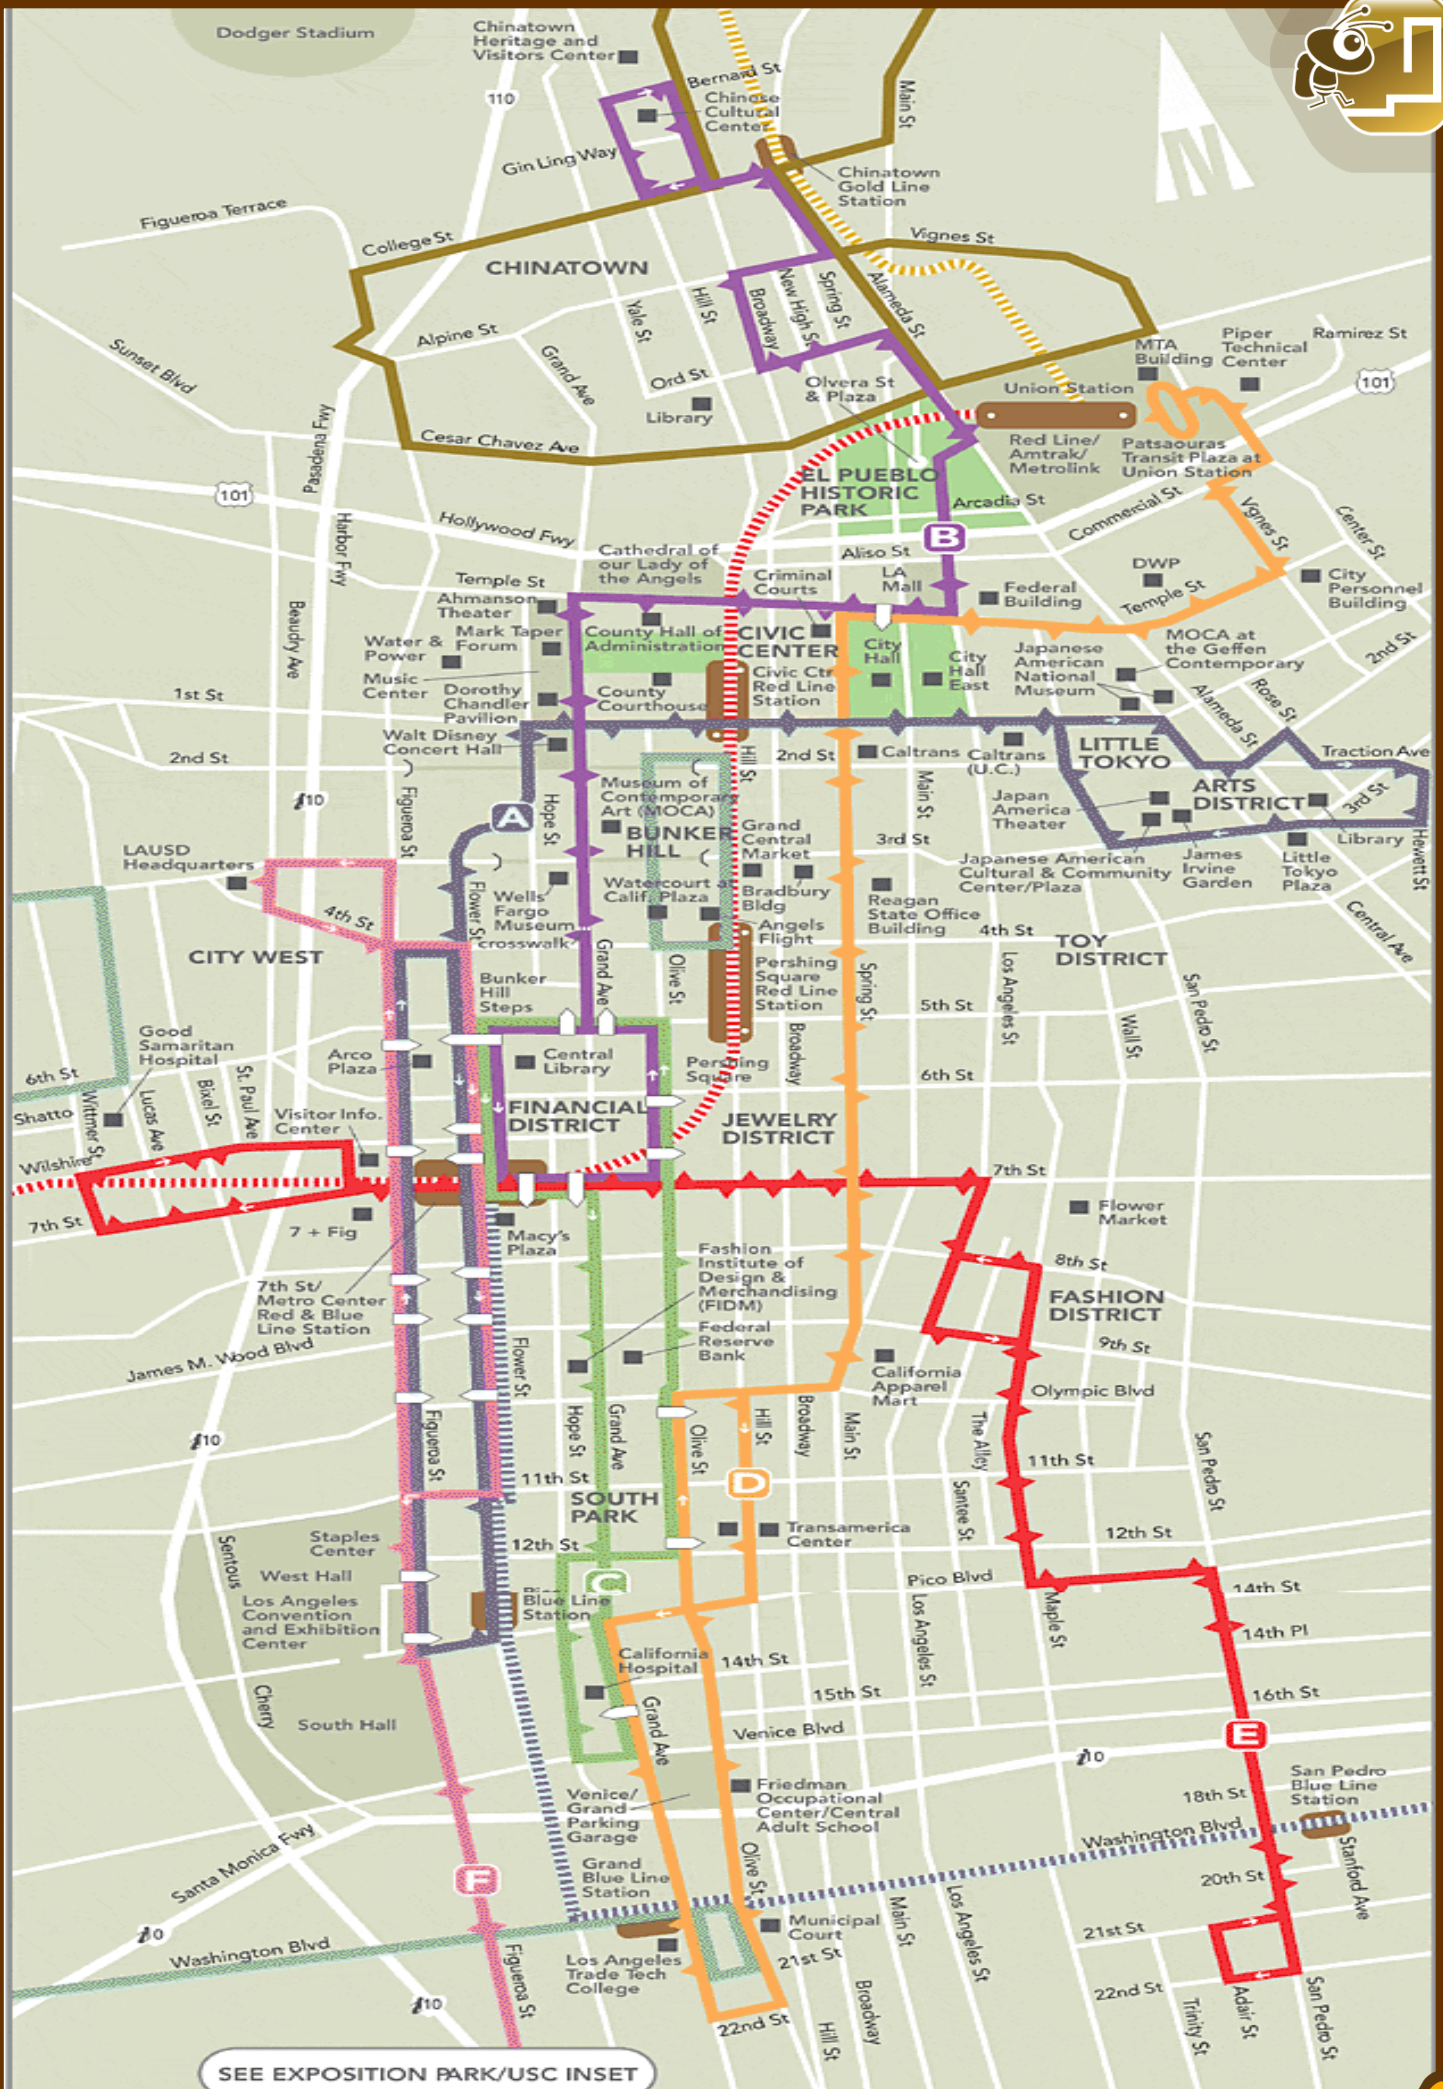 Dodger Stadium
Chinatown
Heritage and
Visitors Center
110
Bernard St
Chinese
Cultural
Center
Main St
Gin Ling Way
Chinatown
Gold Line
Station
Figueroa Terrace
College St
Vignes St
CHINATOWN
Yale St
Hill St
Broadway
New High St
Spring St
Alameda St
Alpine St
Sunset Blvd
Grand Ave
Ord St
Library
Olvera St
& Plaza
MTA
Building
Piper
Technical
Center
Ramirez St
101
Union Station
Pasadena Fwy
Cesar Chavez Ave
Red Line/
Amtrak/
Metrolink
Patsaouras
Transit Plaza at
Union Station
101
EL PUEBLO
HISTORIC
PARK
Arcadia St
Commercial St
Vgnes St
Center St
Harbor Fwy
Hollywood Fwy
B
Aliso St
Cathedral of
our Lady of
the Angels
Temple St
Criminal
Courts
LA
Mall
Federal
Building
DWP
Temple St
City
Personnel
Building
Beaudry Ave
Ahmanson
Theater
Mark Taper
Forum
Water &
Power
County Hall of
Administration
CIVIC
CENTER
City
Hall
City
Hall
East
Japanese
American
National
Museum
MOCA at
the Geffen
Contemporary
2nd St
Music
Center
Dorothy
Chandler
Pavilion
County
Courthouse
Civic Ctr
Red Line
Station
1st St
Alameda St
Rose St
Walt Disney
Concert Hall
2nd St
2nd St
Hill St
Caltrans
Caltrans
(U.C.)
LITTLE
TOKYO
Traction Ave
ARTS
DISTRICT
3rd St
110
Figueroa St
A
Hope St
Museum of
Contemporary
Art (MOCA)
BUNKER
HILL
Grand
Central
Market
Main St
3rd St
Japan
America
Theater
Library
Hewett St
LAUSD
Headquarters
Flower St
Wells
Fargo
Museum
Watercourt at
Calif. Plaza
Bradbury
Bldg
Reagan
State Office
Building
Japanese American
Cultural & Community
Center/Plaza
James
Irvine
Garden
Little
Tokyo
Plaza
4th St
crosswalk
Angels
Flight
4th St
Central Ave
CITY WEST
Bunker
Hill
Steps
Grand Ave
Olive St
Pershing
Square
Red Line
Station
Spring St
TOY
DISTRICT
Los Angeles St
5th St
San Pedro St
Wall St
Good
Samaritan
Hospital
Arco
Plaza
Central
Library
Pershing
Square
Broadway
6th St
6th St
Shatto
Wittmer St
Lucas Ave
Bixel St
St. Paul Ave
Visitor Info.
Center
FINANCIAL
DISTRICT
JEWELRY
DISTRICT
Wilshire
7th St
7th St
7 + Fig
Macy's
Plaza
Flower
Market
7th St/
Metro Center
Red & Blue
Line Station
Fashion
Institute of
Design &
Merchandising
(FIDM)
Federal
Reserve
Bank
8th St
FASHION
DISTRICT
9th St
James M. Wood Blvd
Flower St
California
Apparel
Mart
Olympic Blvd
110
Figueroa St
Hope St
Grand Ave
Olive St
Hill St
Broadway
Main St
The Alley
11th St
San Pedro St
11th St
SOUTH
PARK
D
Santee St
Transamerica
Center
12th St
12th St
Staples
Center
Sentous
West Hall
Los Angeles
Convention
and Exhibition
Center
C
Blue Line
Station
Pico Blvd
Los Angeles St
Maple St
14th St
14th Pl
California
Hospital
14th St
15th St
16th St
Cherry
South Hall
Grand Ave
Venice Blvd
E
10
Venice/
Grand
Parking
Garage
Friedman
Occupational
Center/Central
Adult School
San Pedro
Blue Line
Station
18th St
Washington Blvd
Santa Monica Fwy
F
Grand
Blue Line
Station
Olive St
20th St
Stanford Ave
10
Washington Blvd
Figueroa St
Los Angeles
Trade Tech
College
Municipal
Court
21st St
Main St
Los Angeles St
21st St
110
22nd St
Hill St
Broadway
22nd St
Trinity St
Adair St
San Pedro St
SEE EXPOSITION PARK/USC INSET